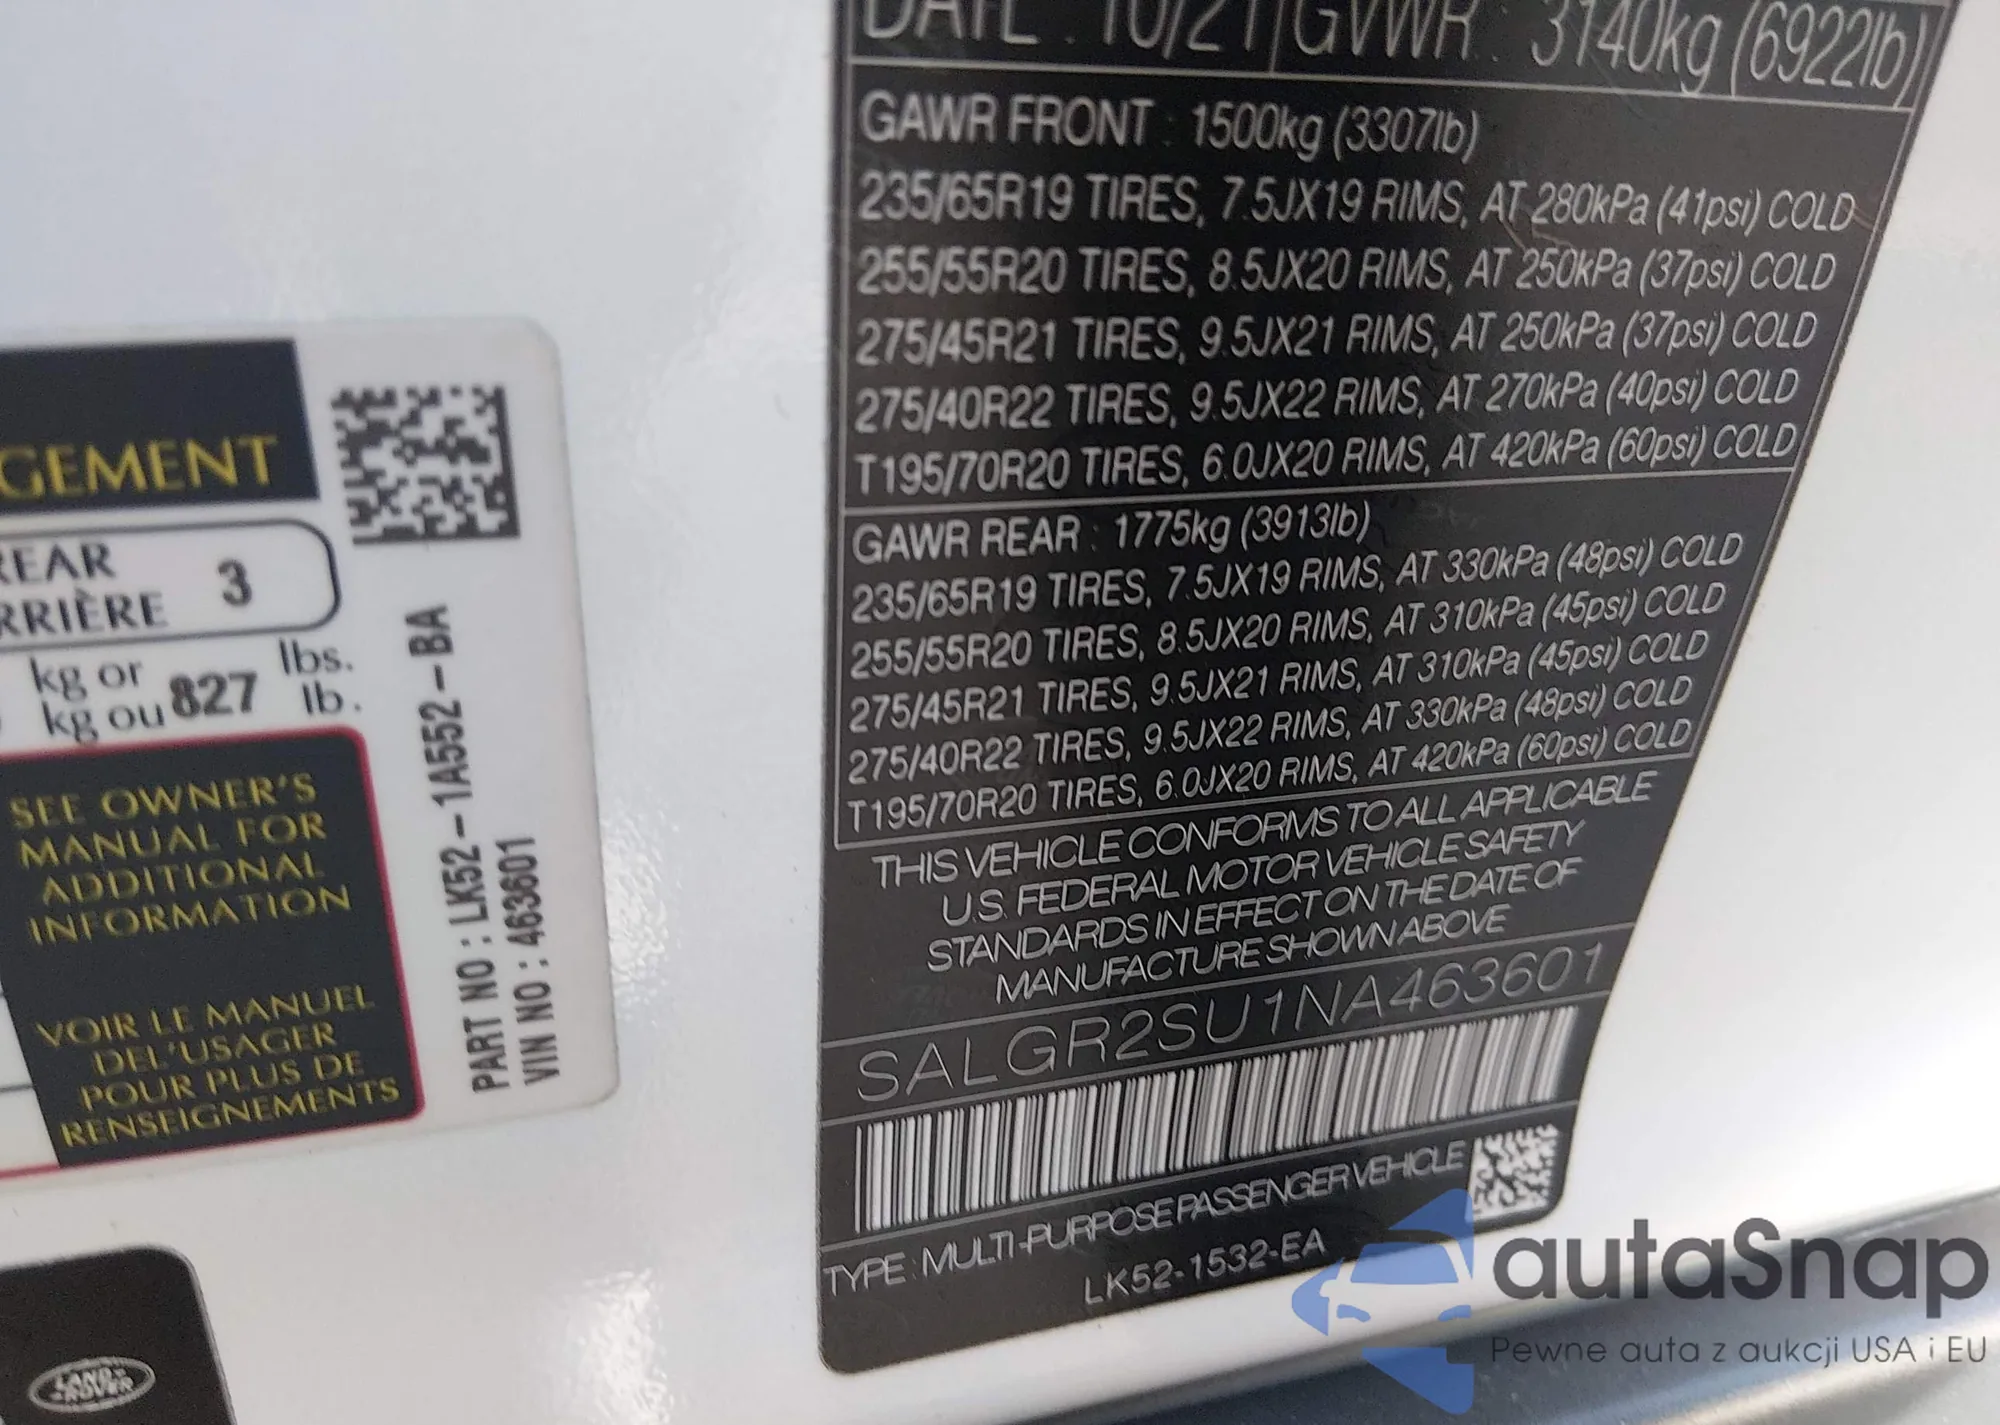 DATE : 10/21 GVWR : 3140kg (6922lb)
GAWR FRONT : 1500kg (3307lb)
235/65R19 TIRES, 7.5JX19 RIMS, AT 280kPa (41psi) COLD
255/55R20 TIRES, 8.5JX20 RIMS, AT 250kPa (37psi) COLD
275/45R21 TIRES, 9.5JX21 RIMS, AT 250kPa (37psi) COLD
275/40R22 TIRES, 9.5JX22 RIMS, AT 270kPa (40psi) COLD
T195/70R20 TIRES, 6.0JX20 RIMS, AT 420kPa (60psi) COLD
GAWR REAR : 1775kg (3913lb)
235/65R19 TIRES, 7.5JX19 RIMS, AT 330kPa (48psi) COLD
255/55R20 TIRES, 8.5JX20 RIMS, AT 310kPa (45psi) COLD
275/45R21 TIRES, 9.5JX21 RIMS, AT 310kPa (45psi) COLD
275/40R22 TIRES, 9.5JX22 RIMS, AT 330kPa (48psi) COLD
T195/70R20 TIRES, 6.0JX20 RIMS, AT 420kPa (60psi) COLD
THIS VEHICLE CONFORMS TO ALL APPLICABLE
U.S. FEDERAL MOTOR VEHICLE SAFETY
STANDARDS IN EFFECT ON THE DATE OF
MANUFACTURE SHOWN ABOVE
SALGR2SU1NA463601
TYPE: MULTI-PURPOSE PASSENGER VEHICLE
LK52-1532-EA
GEMENT
REAR
RRIÈRE 3
kg or lbs.
kg ou 827 lb.
SEE OWNER'S
MANUAL FOR
ADDITIONAL
INFORMATION
VOIR LE MANUEL
DEL'USAGER
POUR PLUS DE
RENSEIGNEMENTS
PART NO : LK52-1A552-BA
VIN NO : 463601
LAND-
-ROVER
autaSnap
Pewne auta z aukcji USA i EU